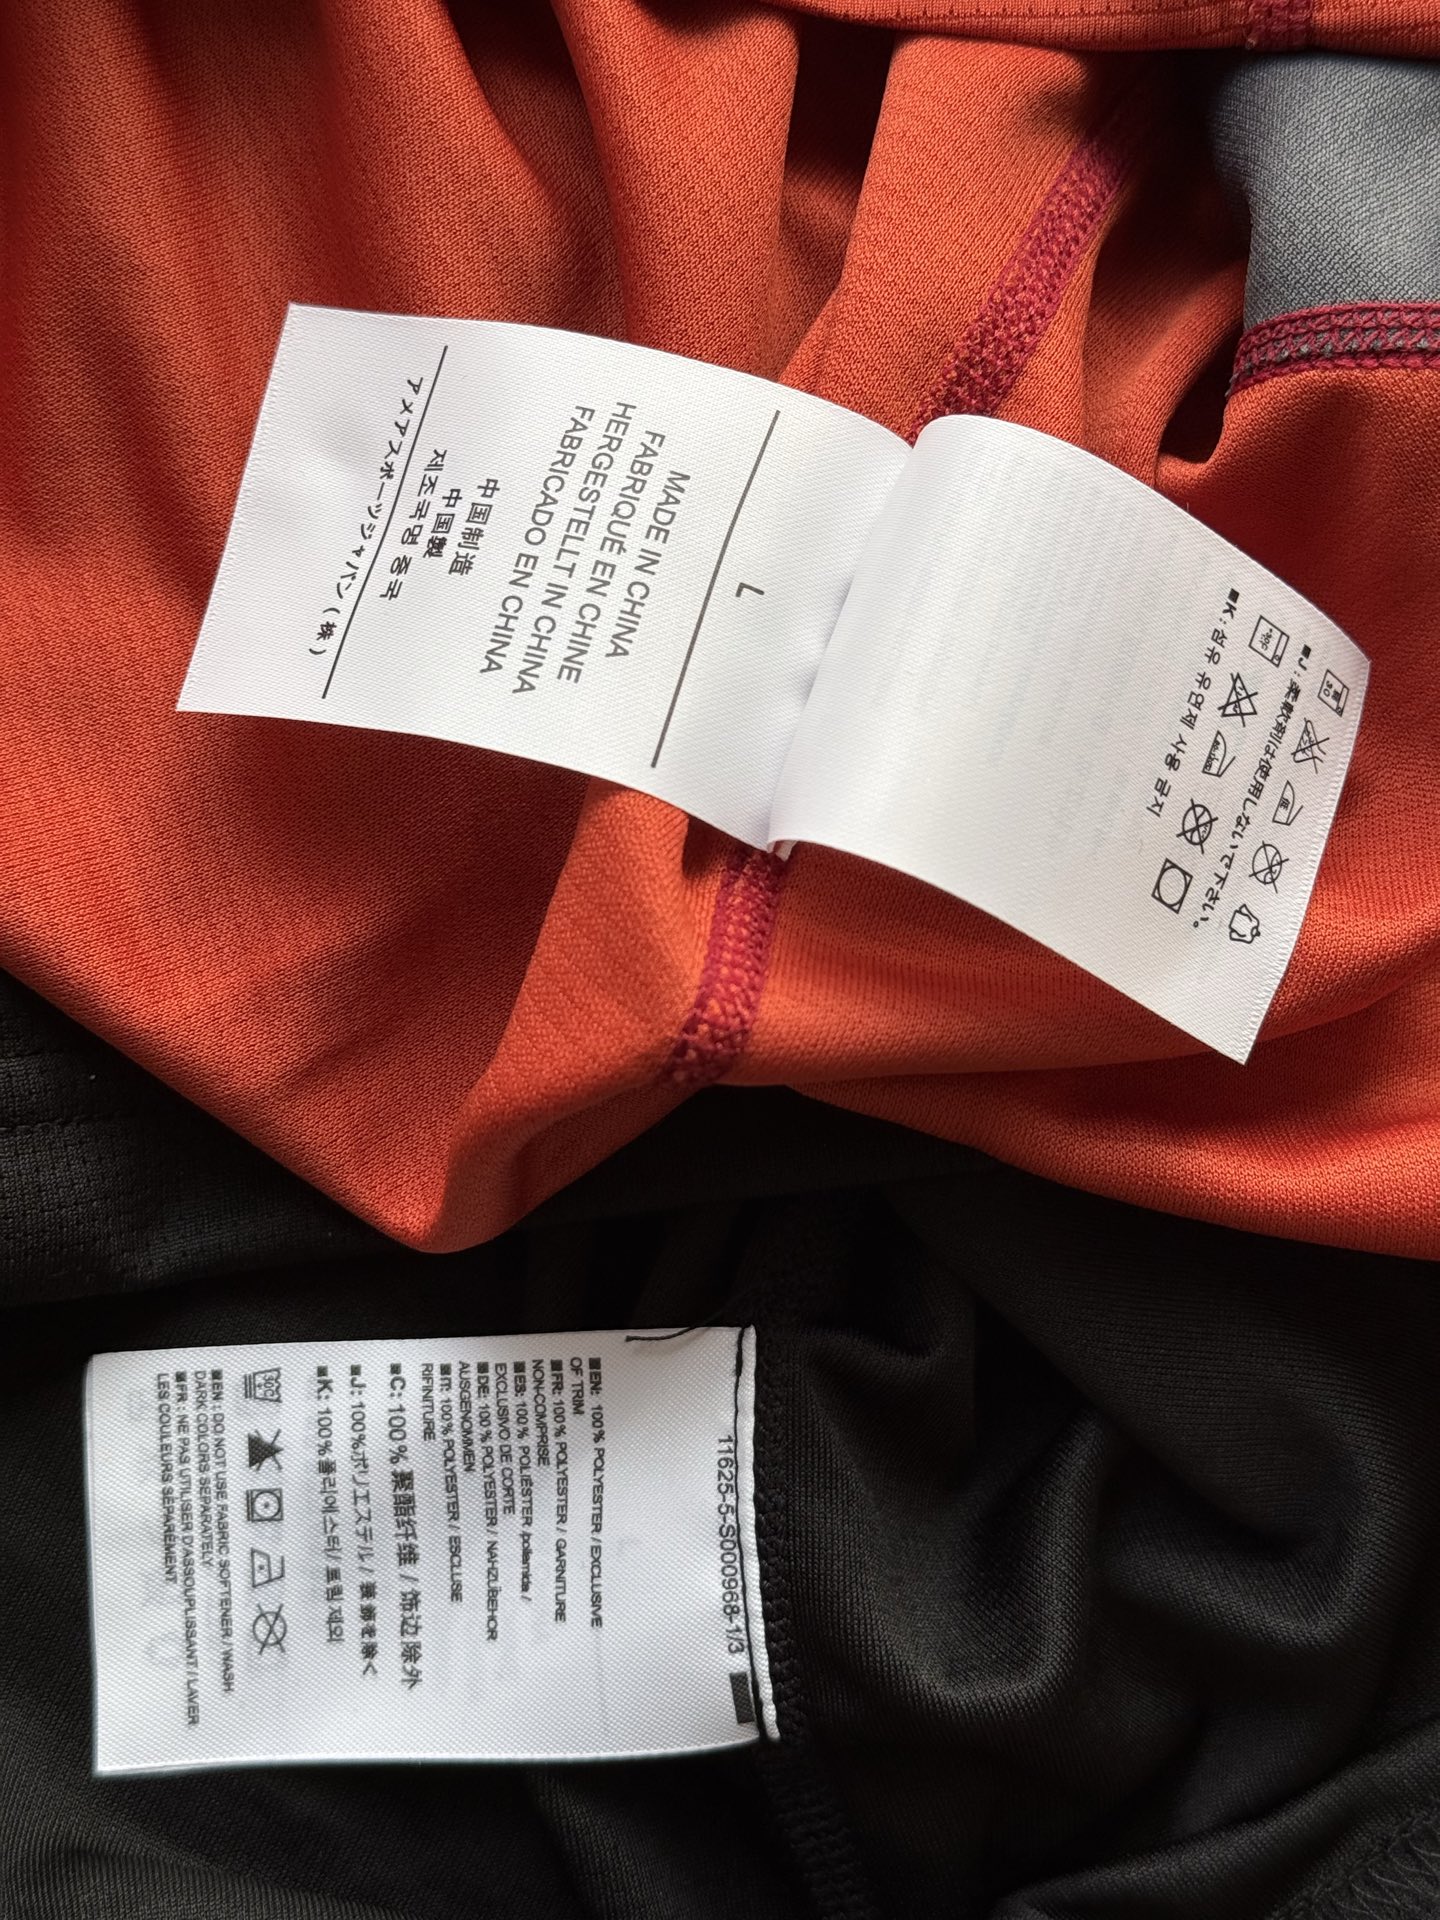 L
MADE IN CHINA
FABRIQUÉ EN CHINE
HERGESTELLT IN CHINA
FABRICADO EN CHINA
中国制造
中国製
제조국명 중국
アメアスポーツジャパン(株)
■J:柔軟剤は使用しないで下さい。
■K:섬유 유연제 사용 금지
11625-5-S000968-1/3
■EN: 100% POLYESTER / EXCLUSIVE
OF TRIM
■FR: 100% POLYESTER / GARNITURE
NON-COMPRISE
■ES: 100% POLIÉSTER /poliamida /
EXCLUSIVO DE CORTE
■DE: 100% POLYESTER / NAHZUBEHOR
AUSGENOMMEN
■IT: 100% POLYESTER / ESCLUSE
RIFINITURE
■C: 100%聚酯纤维 / 饰边除外
■J: 100%ポリエステル / 裝飾を除く
■K: 100%폴리에스터/ 트림 제외
■EN : DO NOT USE FABRIC SOFTENER / WASH
DARK COLORS SEPARATELY
■FR : NE PAS UTILISER D'ASSOUPLISSANT / LAVER
LES COULEURS SÉPARÉMENT